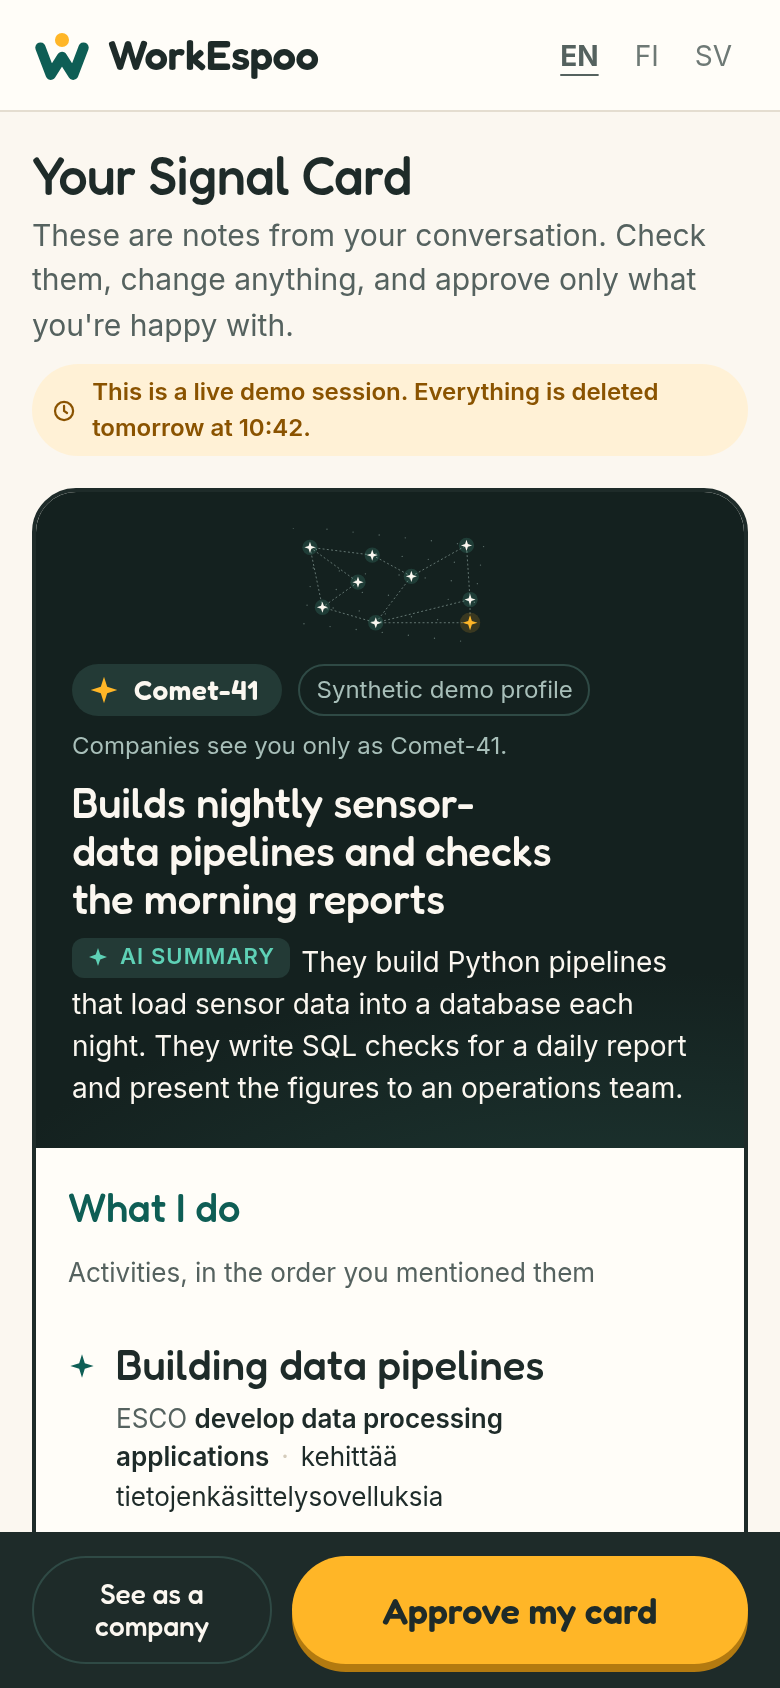 WorkEspoo
EN FI SV
Your Signal Card
These are notes from your conversation. Check
them, change anything, and approve only what
you're happy with.
This is a live demo session. Everything is deleted
tomorrow at 10:42.
Comet-41
Synthetic demo profile
Companies see you only as Comet-41.
Builds nightly sensor-
data pipelines and checks
the morning reports
AI SUMMARY They build Python pipelines
that load sensor data into a database each
night. They write SQL checks for a daily report
and present the figures to an operations team.
What I do
Activities, in the order you mentioned them
Building data pipelines
ESCO develop data processing
applications · kehittää
tietojenkäsittelysovelluksia
See as a
company
Approve my card